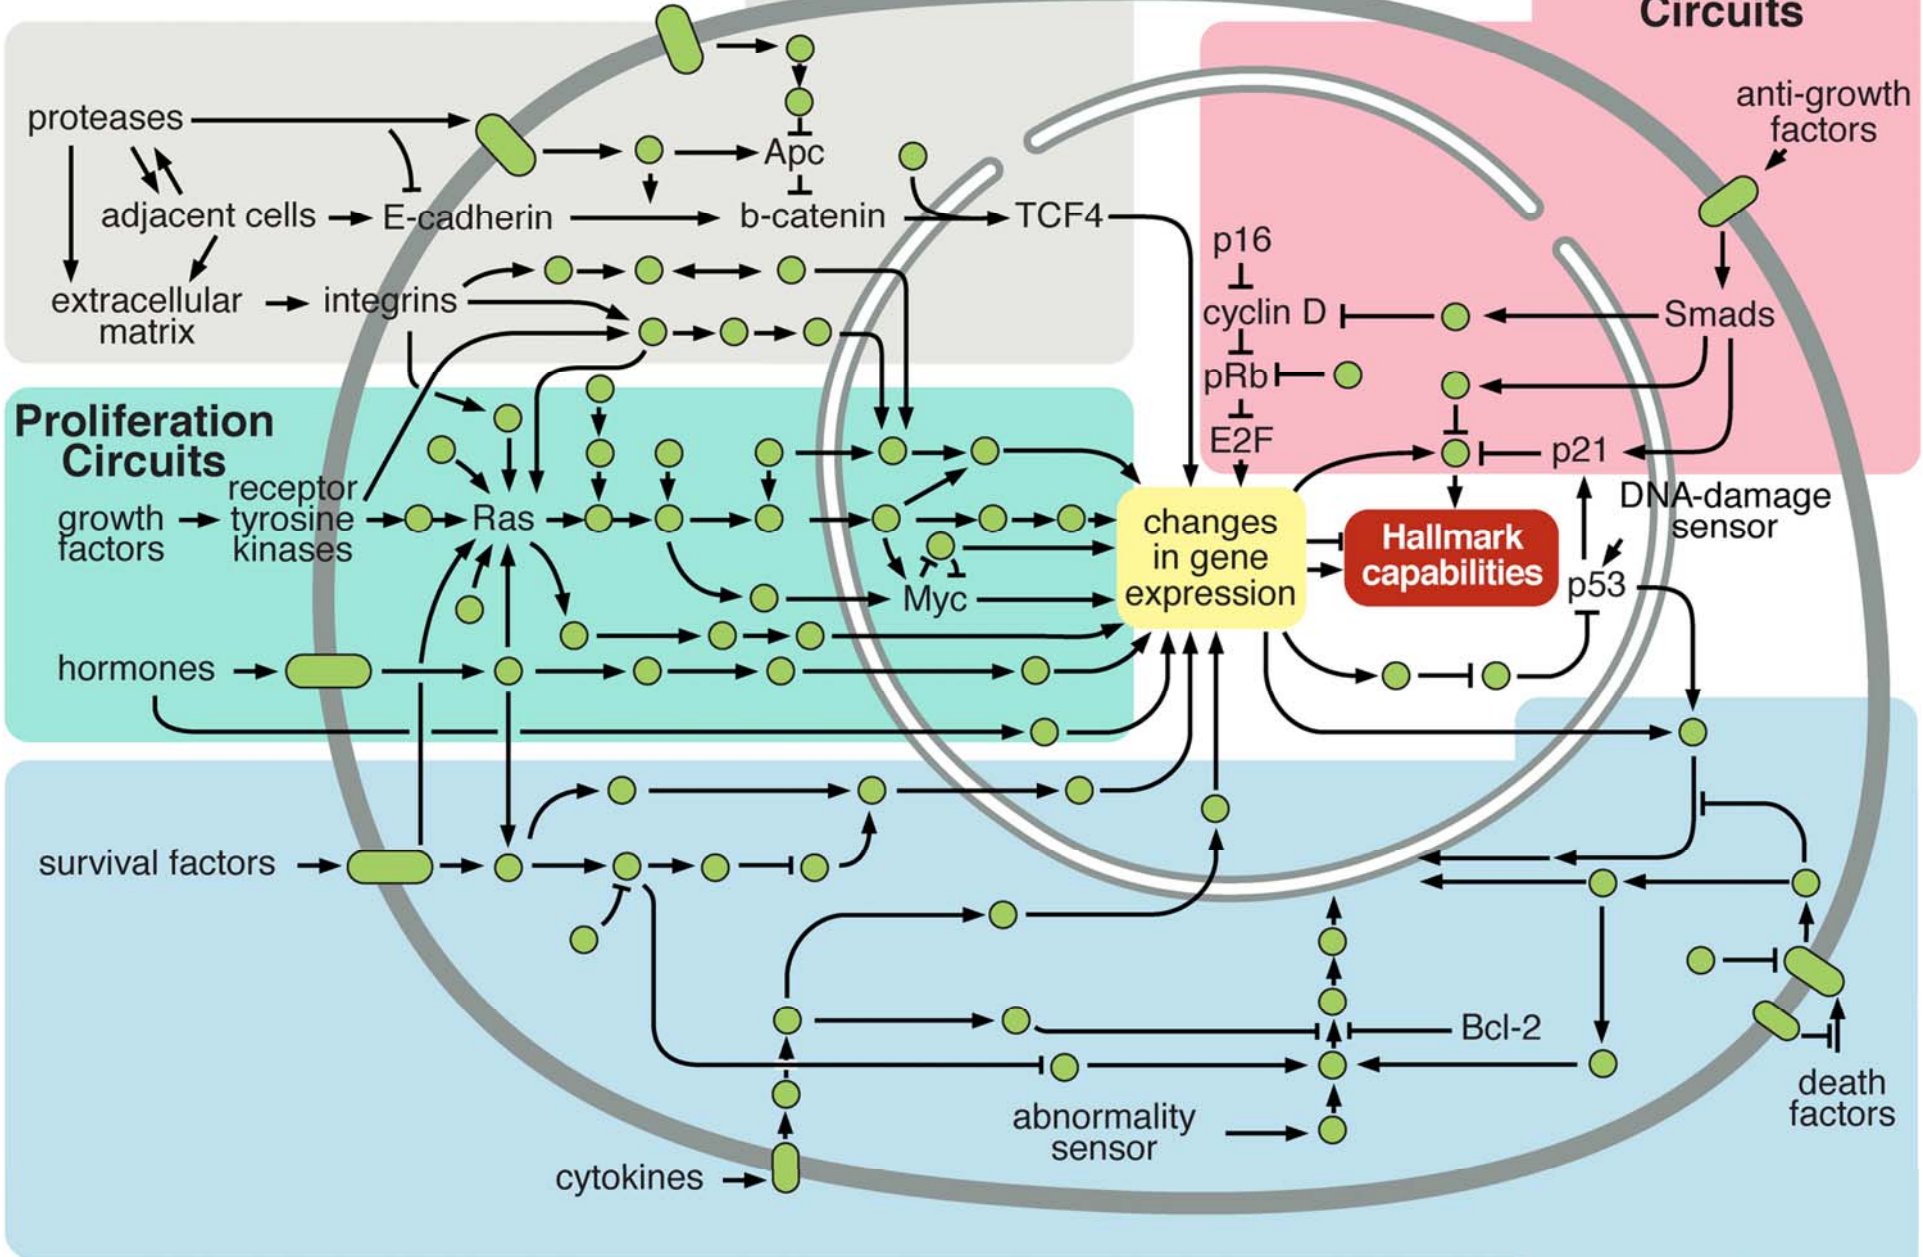 Circuits
anti-growth
factors
proteases
Apc
adjacent cells
E-cadherin
b-catenin
TCF4
p16
extracellular
matrix
integrins
cyclin D
Smads
pRb
E2F
p21
Proliferation
Circuits
growth
factors
receptor
tyrosine
kinases
Ras
Myc
changes
in gene
expression
Hallmark
capabilities
DNA-damage
sensor
p53
hormones
survival factors
Bcl-2
death
factors
abnormality
sensor
cytokines